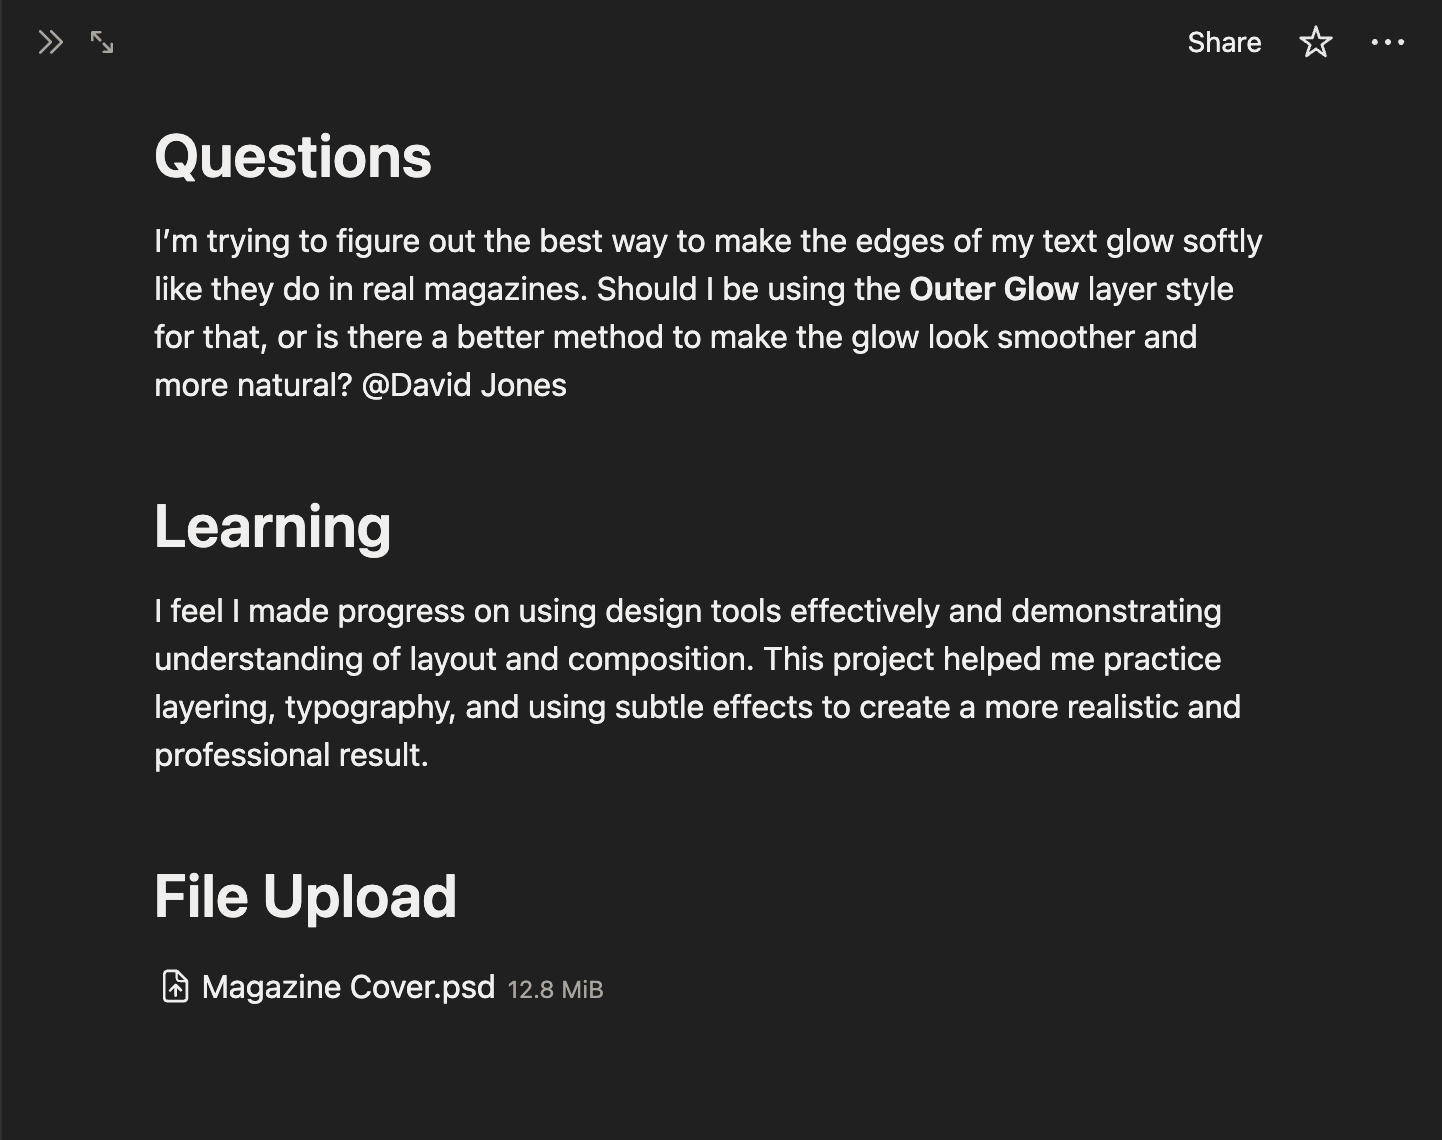 Share
Questions
I’m trying to figure out the best way to make the edges of my text glow softly
like they do in real magazines. Should I be using the Outer Glow layer style
for that, or is there a better method to make the glow look smoother and
more natural? @David Jones
Learning
I feel I made progress on using design tools effectively and demonstrating
understanding of layout and composition. This project helped me practice
layering, typography, and using subtle effects to create a more realistic and
professional result.
File Upload
Magazine Cover.psd 12.8 MiB